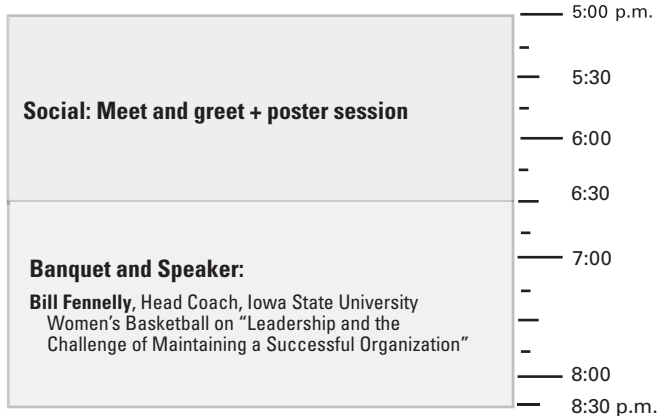 5:00 p.m.
5:30
Social: Meet and greet + poster session
6:00
6:30
7:00
Banquet and Speaker:
Bill Fennelly, Head Coach, Iowa State University
Women’s Basketball on “Leadership and the
Challenge of Maintaining a Successful Organization”
8:00
8:30 p.m.